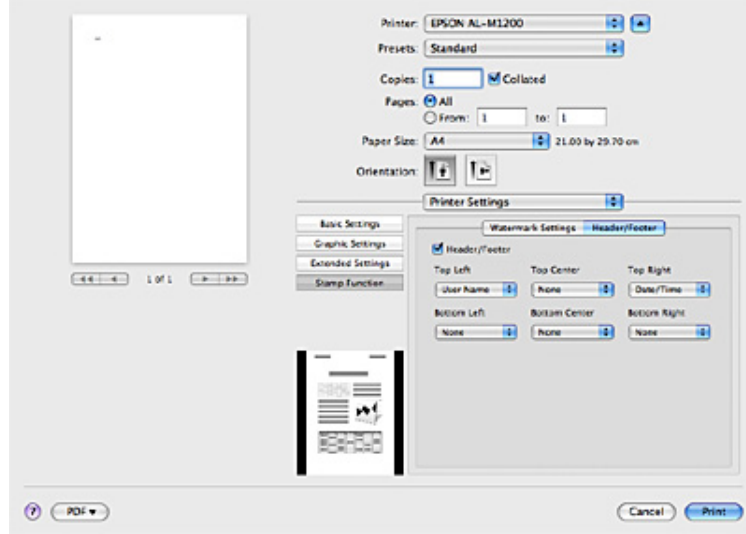 Printer: EPSON AL-M1200
Presets: Standard
Copies: 1 Collated
Pages: All
From: 1 to: 1
Paper Size: A4 21.00 by 29.70 cm
Orientation:
Printer Settings
Basic Settings
Graphic Settings
Extended Settings
Stamp Function
Watermark Settings Header/Footer
Header/Footer
Top Left Top Center Top Right
User Name None Date/Time
Bottom Left Bottom Center Bottom Right
None None None
1 of 1
? PDF Cancel Print